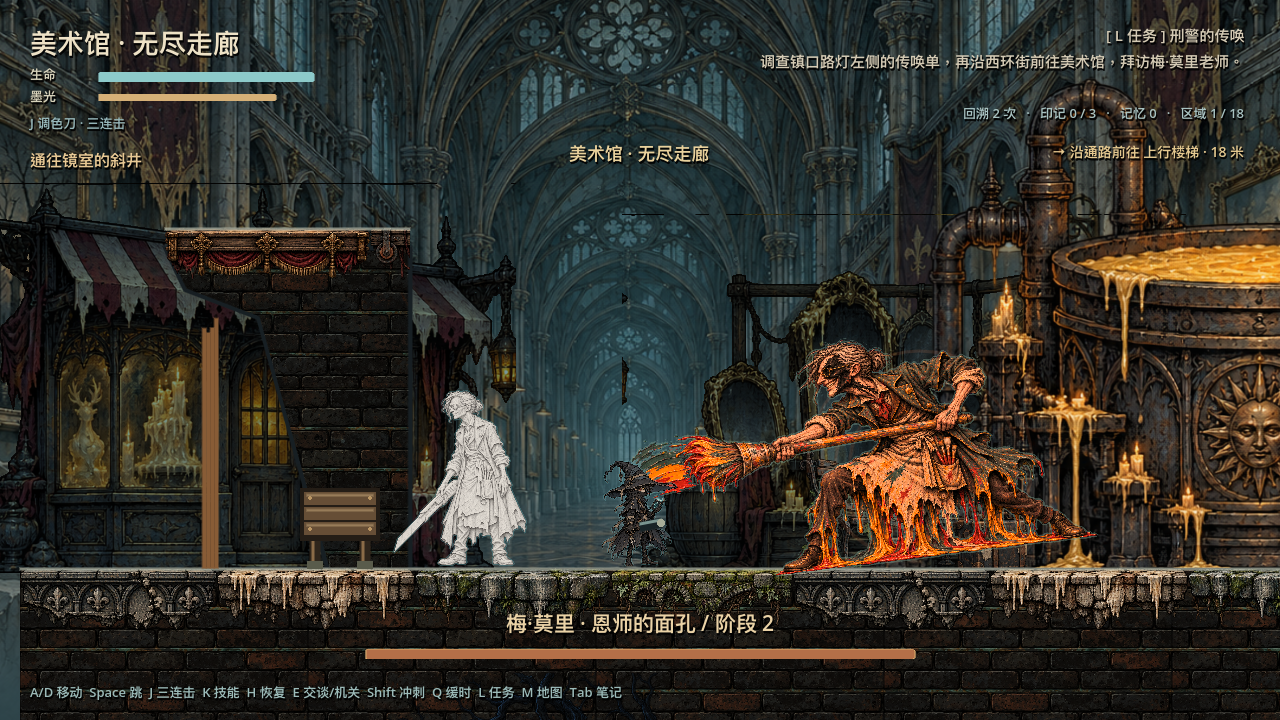 美术馆 · 无尽走廊
生命
墨光
J 调色刀 · 三连击
通往镜室的斜井
[ L 任务 ] 刑警的传唤
调查镇口路灯左侧的传唤单，再沿西环街前往美术馆，拜访梅·莫里老师。
回溯 2 次 · 印记 0 / 3 · 记忆 0 · 区域 1 / 18
→ 沿通路前往 上行楼梯 · 18 米
美术馆 · 无尽走廊
梅·莫里 · 恩师的面孔 / 阶段 2
A/D 移动 Space 跳 J 三连击 K 技能 H 恢复 E 交谈/机关 Shift 冲刺 Q 缓时 L 任务 M 地图 Tab 笔记